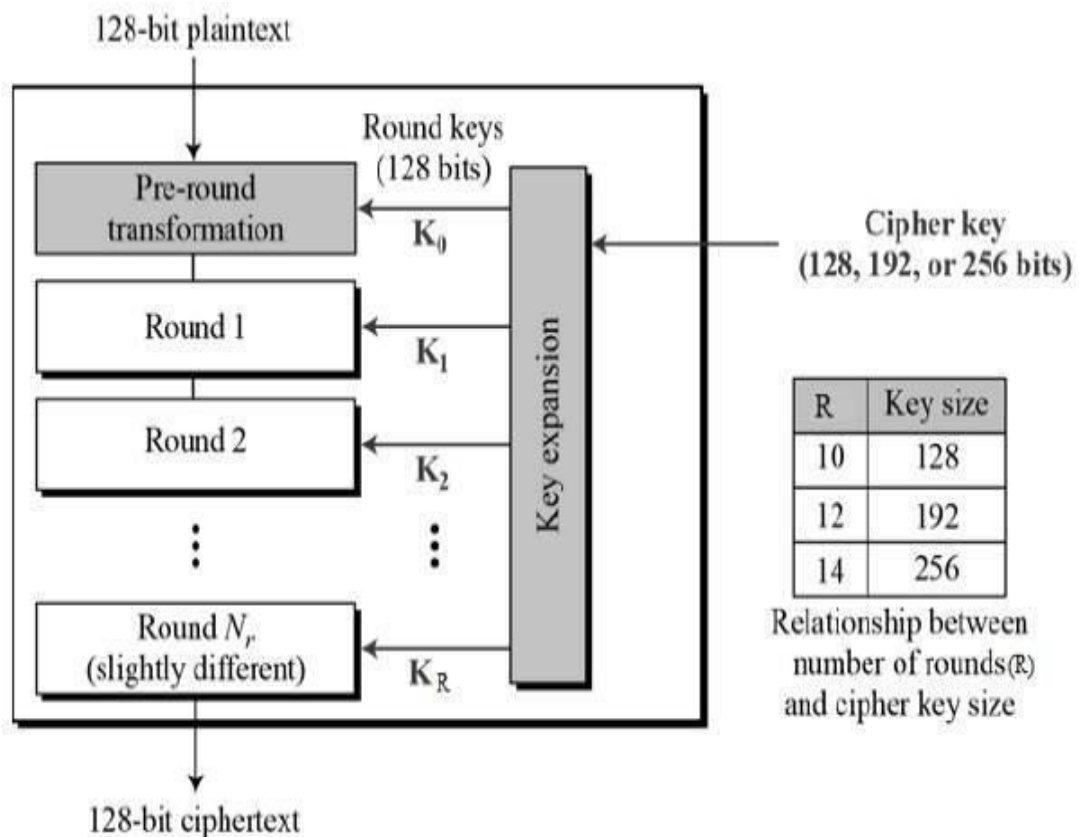 128-bit plaintext
Round keys
(128 bits)
Pre-round
transformation
K₀
Cipher key
(128, 192, or 256 bits)
Round 1
K₁
Round 2
K₂
Key expansion
R Key size
10 128
12 192
14 256
Relationship between
number of rounds(R)
and cipher key size
Round Nᵣ
(slightly different)
K_R
128-bit ciphertext